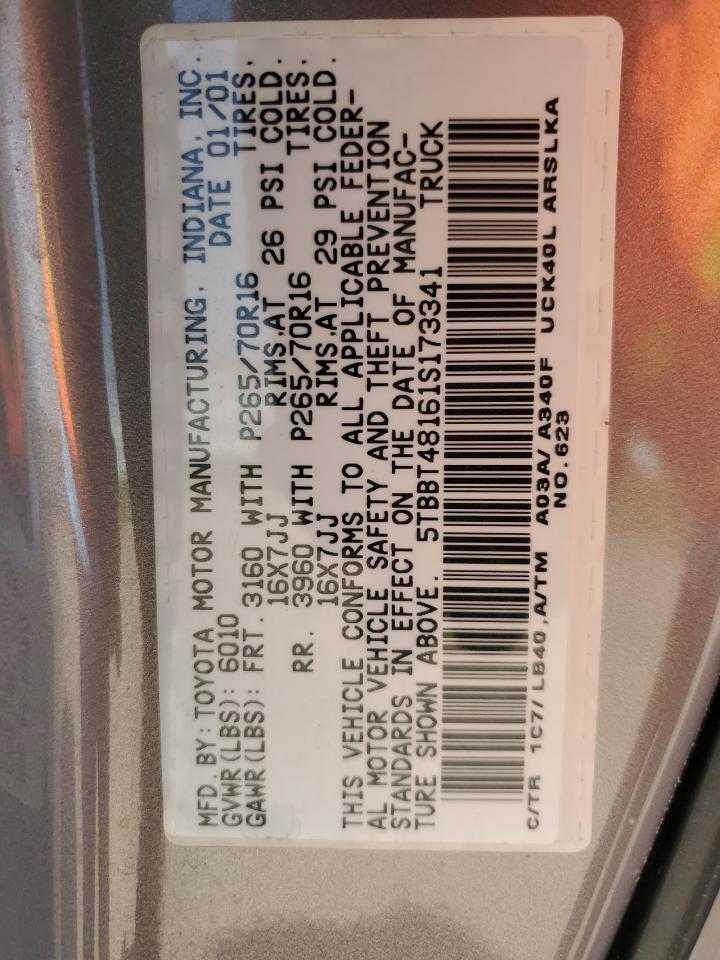 MFD. BY: TOYOTA MOTOR MANUFACTURING, INDIANA, INC.
GVWR(LBS): 6010 DATE 01/01
GAWR(LBS): FRT. 3160 WITH P265/70R16 TIRES,
16X7JJ RIMS,AT 26 PSI COLD.
RR. 3960 WITH P265/70R16 TIRES,
16X7JJ RIMS,AT 29 PSI COLD.
THIS VEHICLE CONFORMS TO ALL APPLICABLE FEDER-
AL MOTOR VEHICLE SAFETY AND THEFT PREVENTION
STANDARDS IN EFFECT ON THE DATE OF MANUFAC-
TURE SHOWN ABOVE. 5TBBT48161S173341 TRUCK
C/TR 1C7/ LB40 ,A/TM A03A/ A340F UCK40L ARSLKA
NO.623